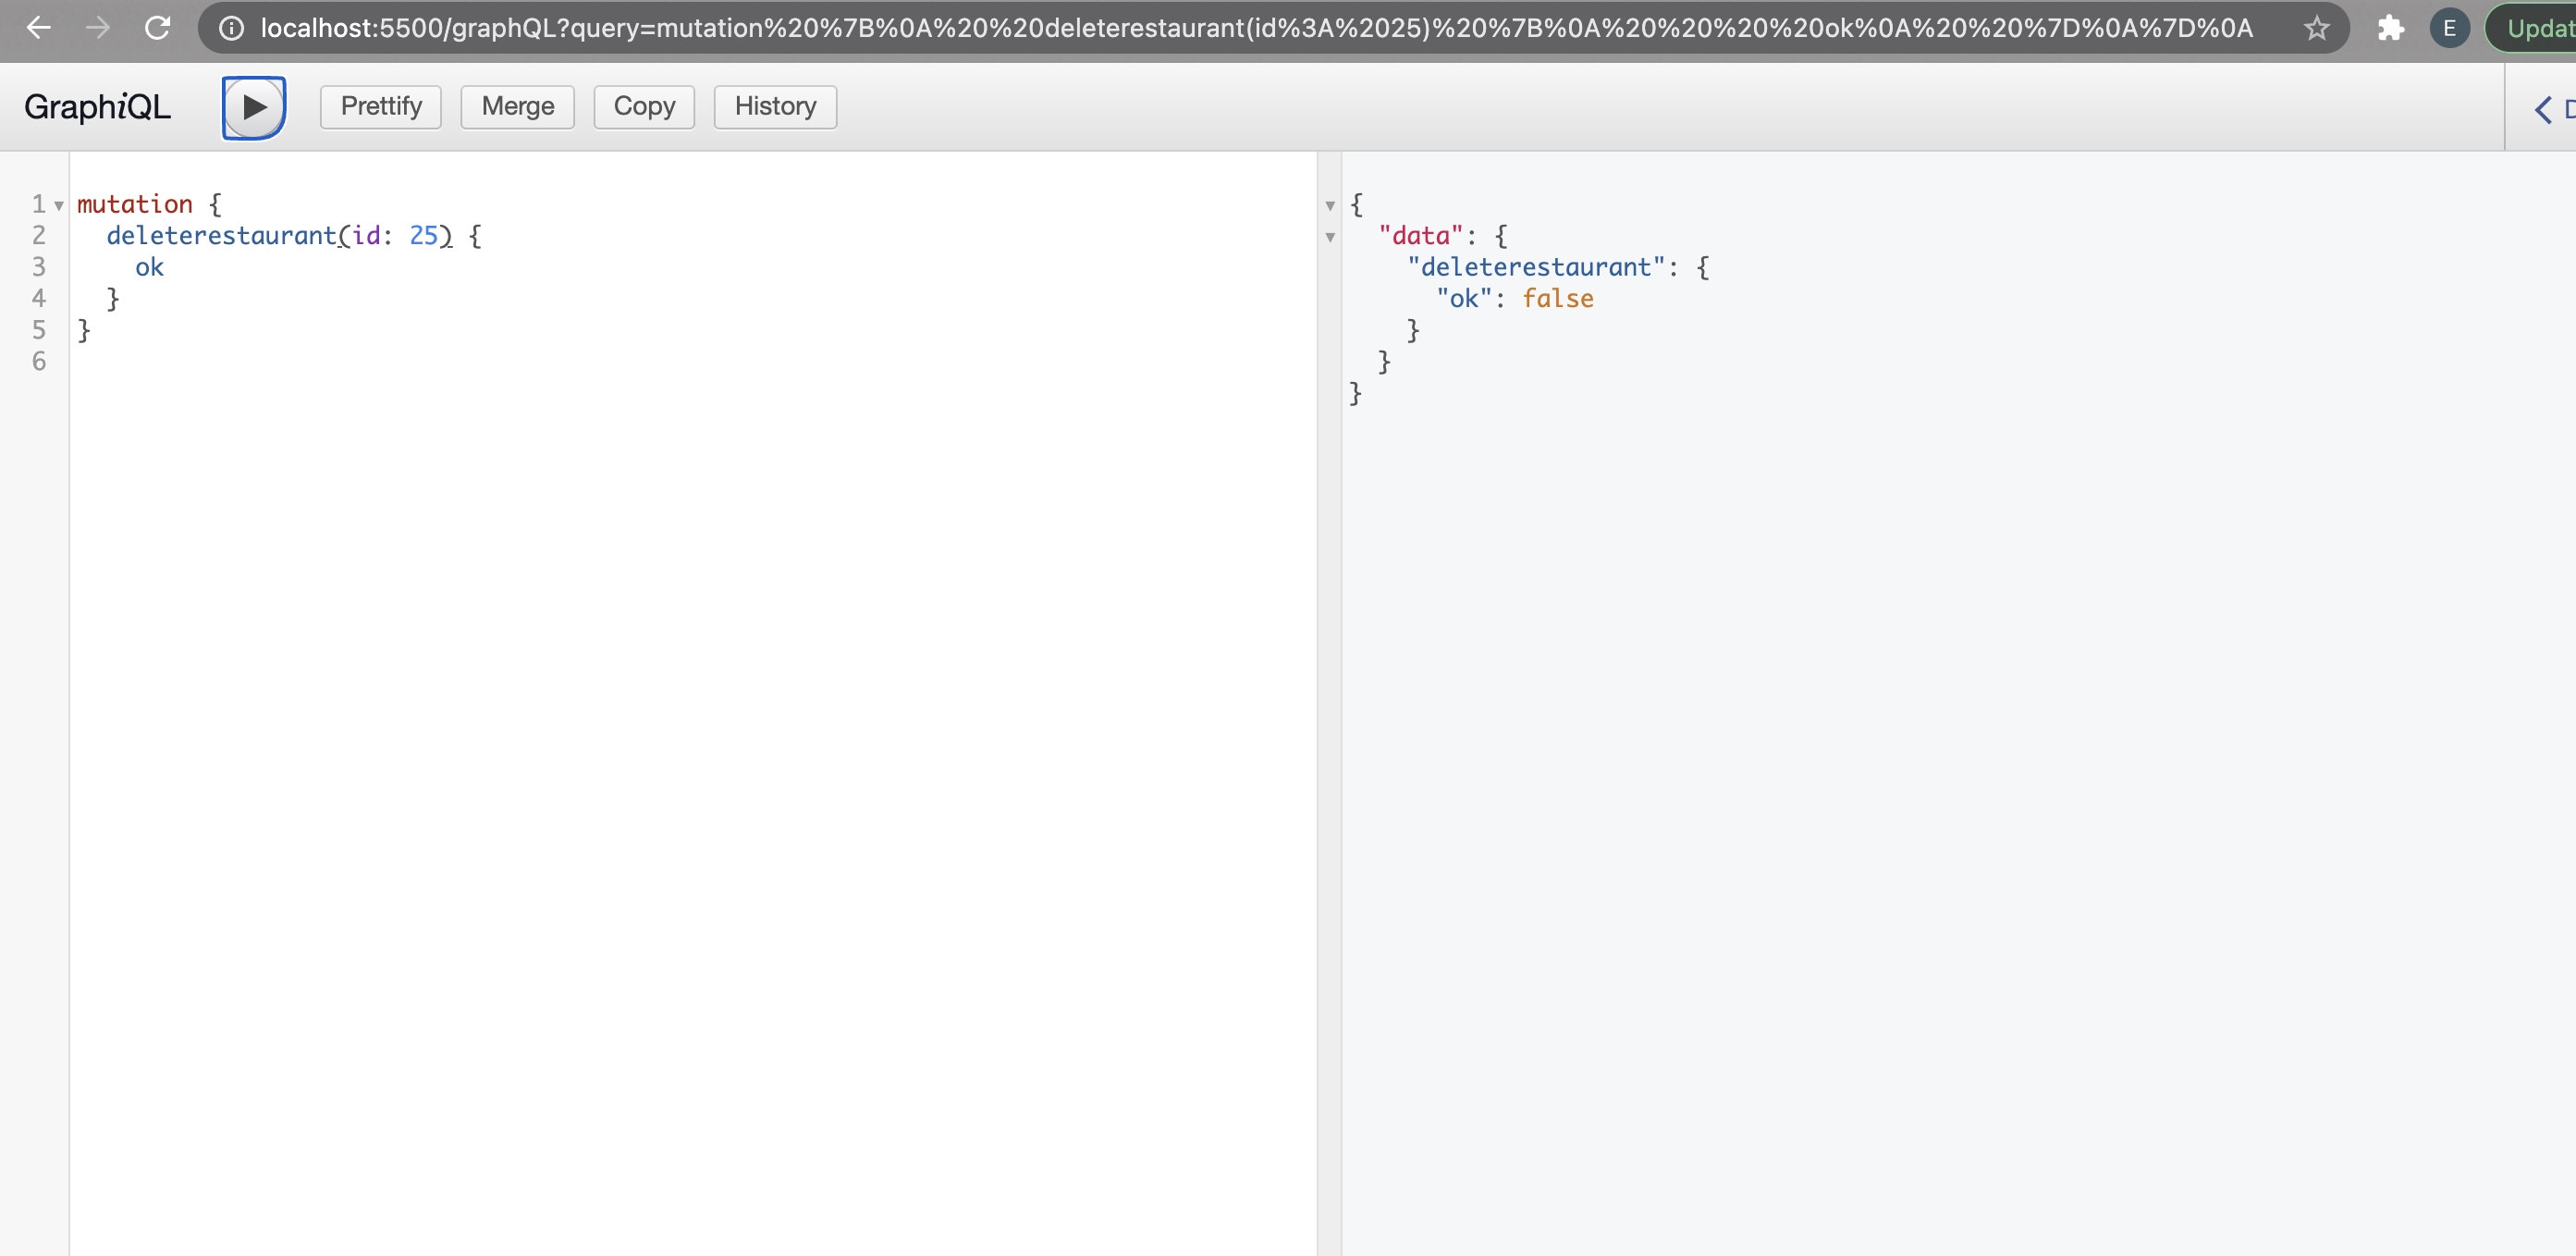 localhost:5500/graphQL?query=mutation%20%7B%0A%20%20deleterestaurant(id%3A%2025)%20%7B%0A%20%20%20%20ok%0A%20%20%7D%0A%7D%0A
E
Updat
GraphiQL
Prettify
Merge
Copy
History
D
1 mutation {
2 deleterestaurant(id: 25) {
3 ok
4 }
5 }
6
{
"data": {
"deleterestaurant": {
"ok": false
}
}
}